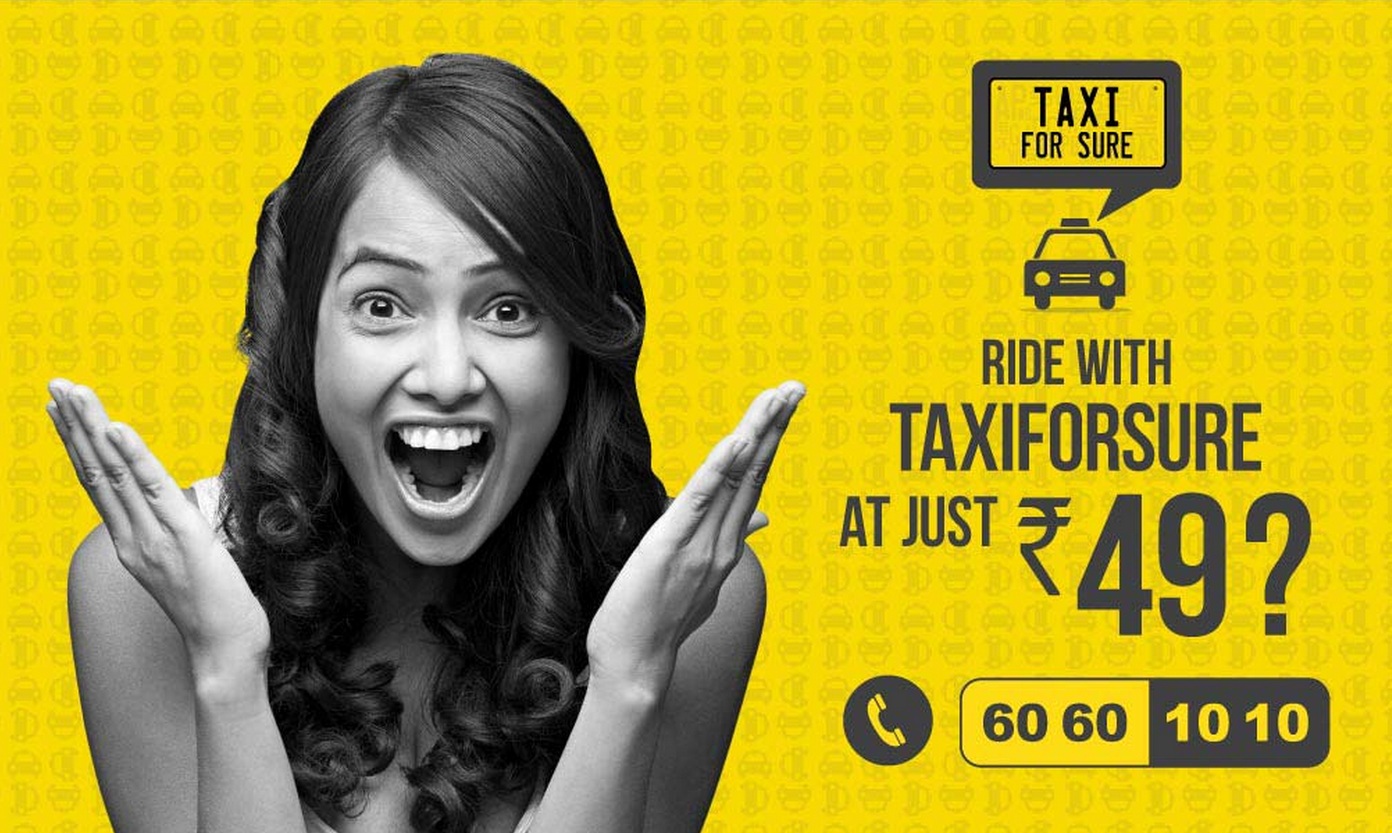 TAXI
FOR SURE
RIDE WITH
TAXIFORSURE
AT JUST ₹49?
60 60 10 10